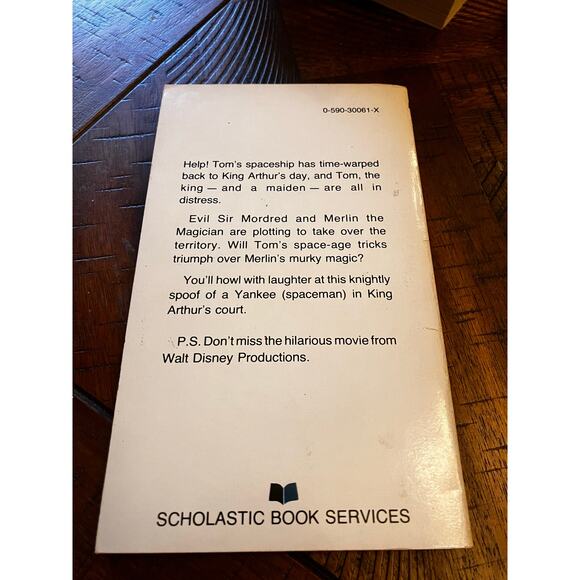 0-590-30061-X
Help! Tom's spaceship has time-warped
back to King Arthur's day, and Tom, the
king — and a maiden — are all in
distress.
Evil Sir Mordred and Merlin the
Magician are plotting to take over the
territory. Will Tom's space-age tricks
triumph over Merlin's murky magic?
You'll howl with laughter at this knightly
spoof of a Yankee (spaceman) in King
Arthur's court.
P.S. Don't miss the hilarious movie from
Walt Disney Productions.
SCHOLASTIC BOOK SERVICES